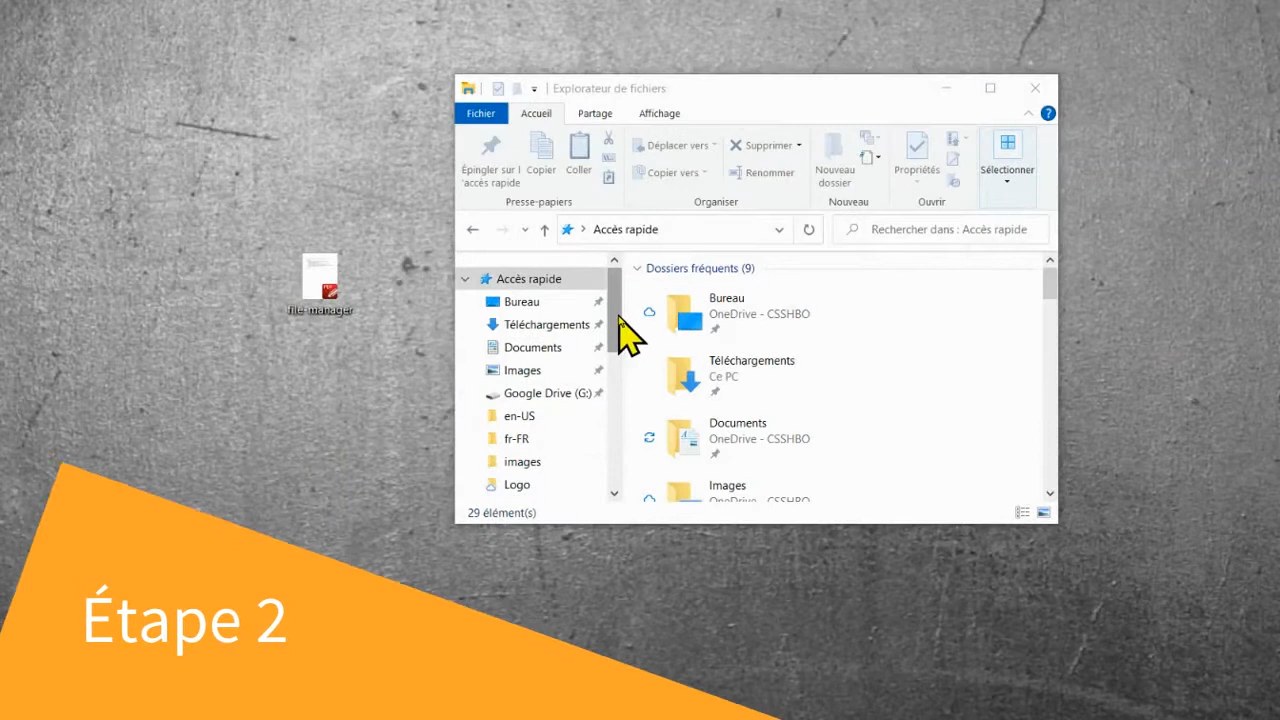 Explorateur de fichiers
Fichier Accueil Partage Affichage
Épingler sur l'accès rapide
Copier
Coller
Presse-papiers
Déplacer vers
Copier vers
Supprimer
Renommer
Organiser
Nouveau dossier
Nouveau
Propriétés
Ouvrir
Sélectionner
Accès rapide
Rechercher dans : Accès rapide
Accès rapide
Bureau
Téléchargements
Documents
Images
Google Drive (G:)
en-US
fr-FR
images
Logo
Dossiers fréquents (9)
Bureau
OneDrive - CSSHBO
Téléchargements
Ce PC
Documents
OneDrive - CSSHBO
Images
OneDrive - CSSHBO
29 élément(s)
file-manager
Étape 2